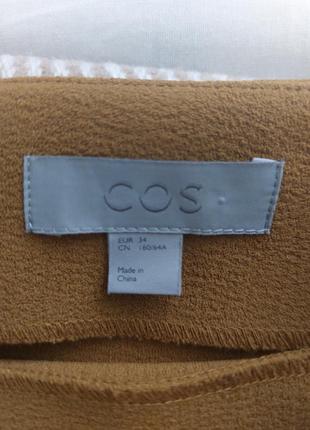 COS
EUR 34
CN 160/64A
Made in
China